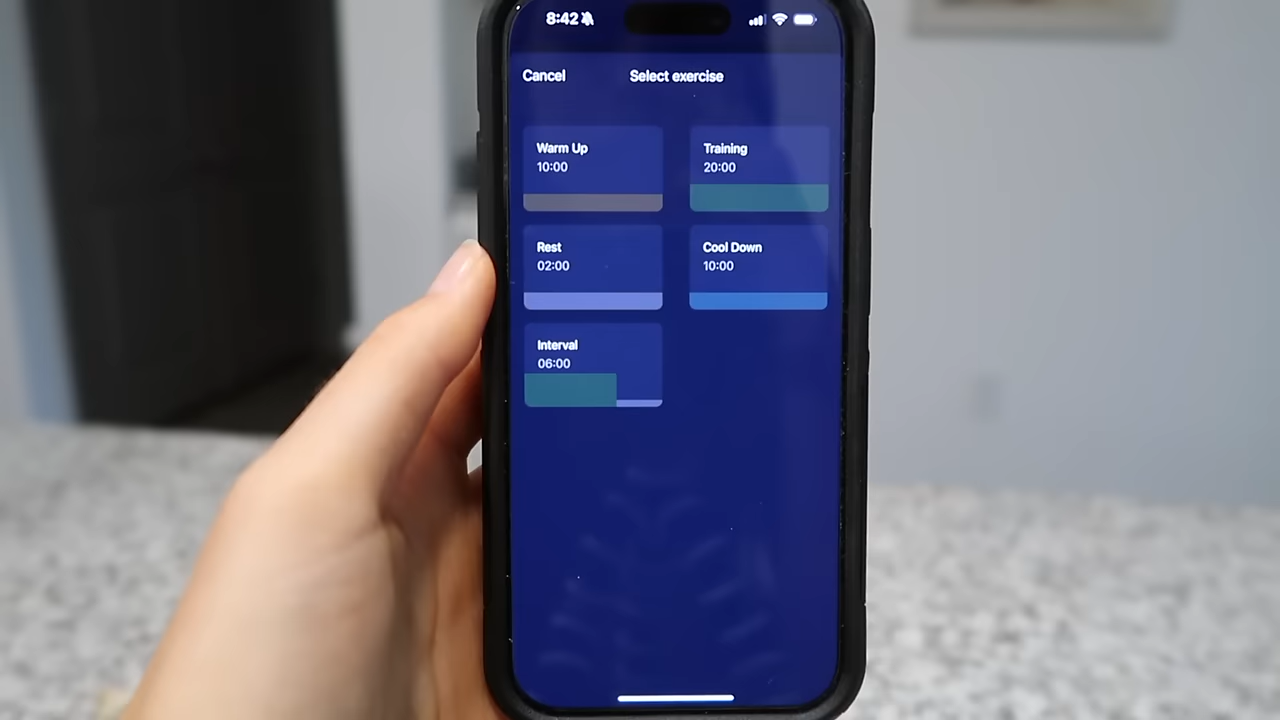 8:42
Cancel
Select exercise
Warm Up
10:00
Training
20:00
Rest
02:00
Cool Down
10:00
Interval
06:00